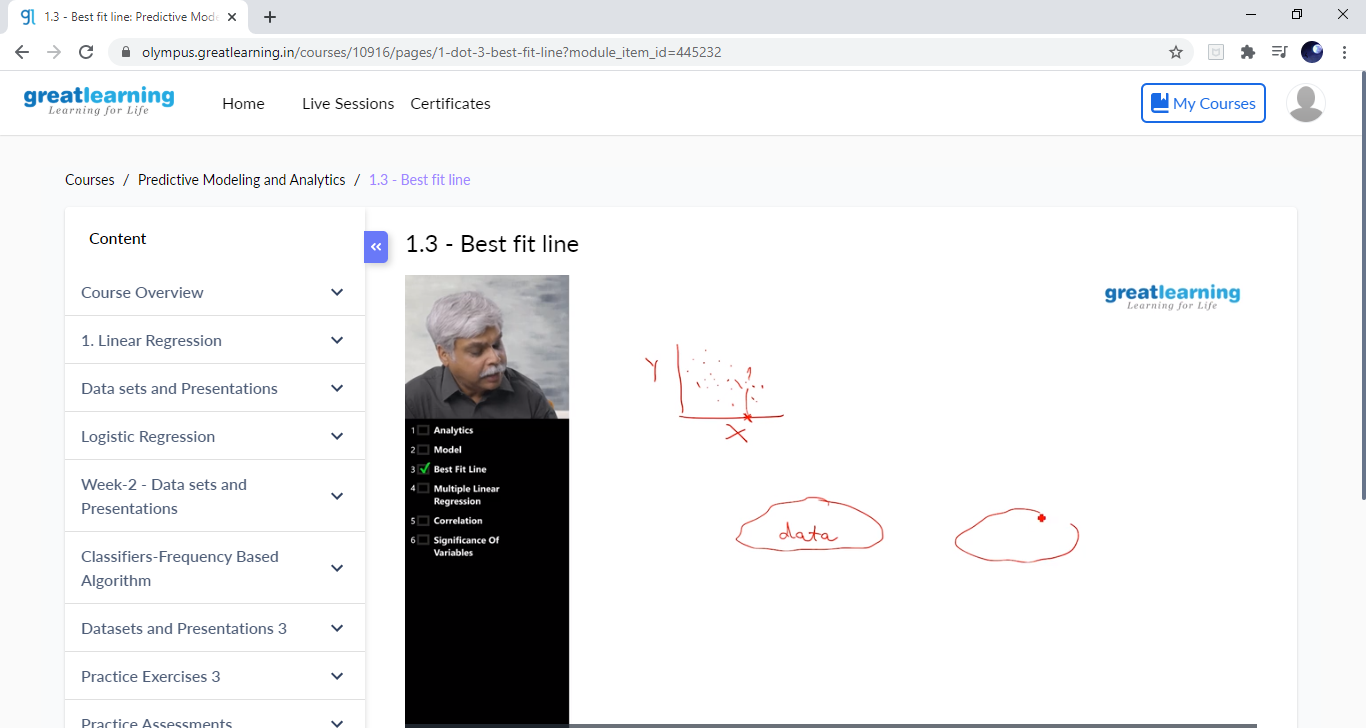 1.3 - Best fit line: Predictive Mode
olympus.greatlearning.in/courses/10916/pages/1-dot-3-best-fit-line?module_item_id=445232
greatlearning
Learning for Life
Home
Live Sessions
Certificates
My Courses
Courses / Predictive Modeling and Analytics / 1.3 - Best fit line
Content
Course Overview
1. Linear Regression
Data sets and Presentations
Logistic Regression
Week-2 - Data sets and
Presentations
Classifiers-Frequency Based
Algorithm
Datasets and Presentations 3
Practice Exercises 3
Practice Assessments
1.3 - Best fit line
1 Analytics
2 Model
3 Best Fit Line
4 Multiple Linear
Regression
5 Correlation
6 Significance Of
Variables
greatlearning
Learning for Life
Y
?
X
data